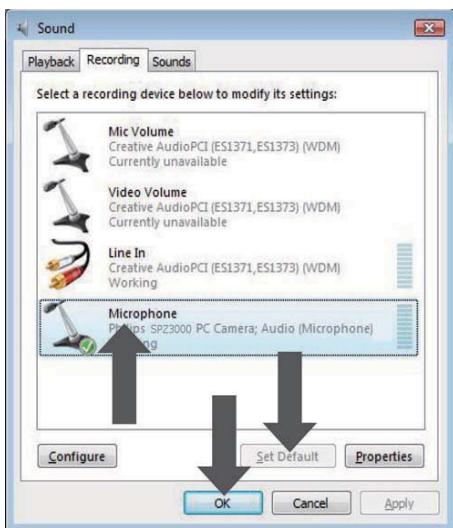 Sound
Playback Recording Sounds
Select a recording device below to modify its settings:
Mic Volume
Creative AudioPCI (ES1371,ES1373) (WDM)
Currently unavailable
Video Volume
Creative AudioPCI (ES1371,ES1373) (WDM)
Currently unavailable
Line In
Creative AudioPCI (ES1371,ES1373) (WDM)
Working
Microphone
SPZ3000 PC Camera; Audio (Microphone)
Configure Set Default Properties
OK Cancel Apply